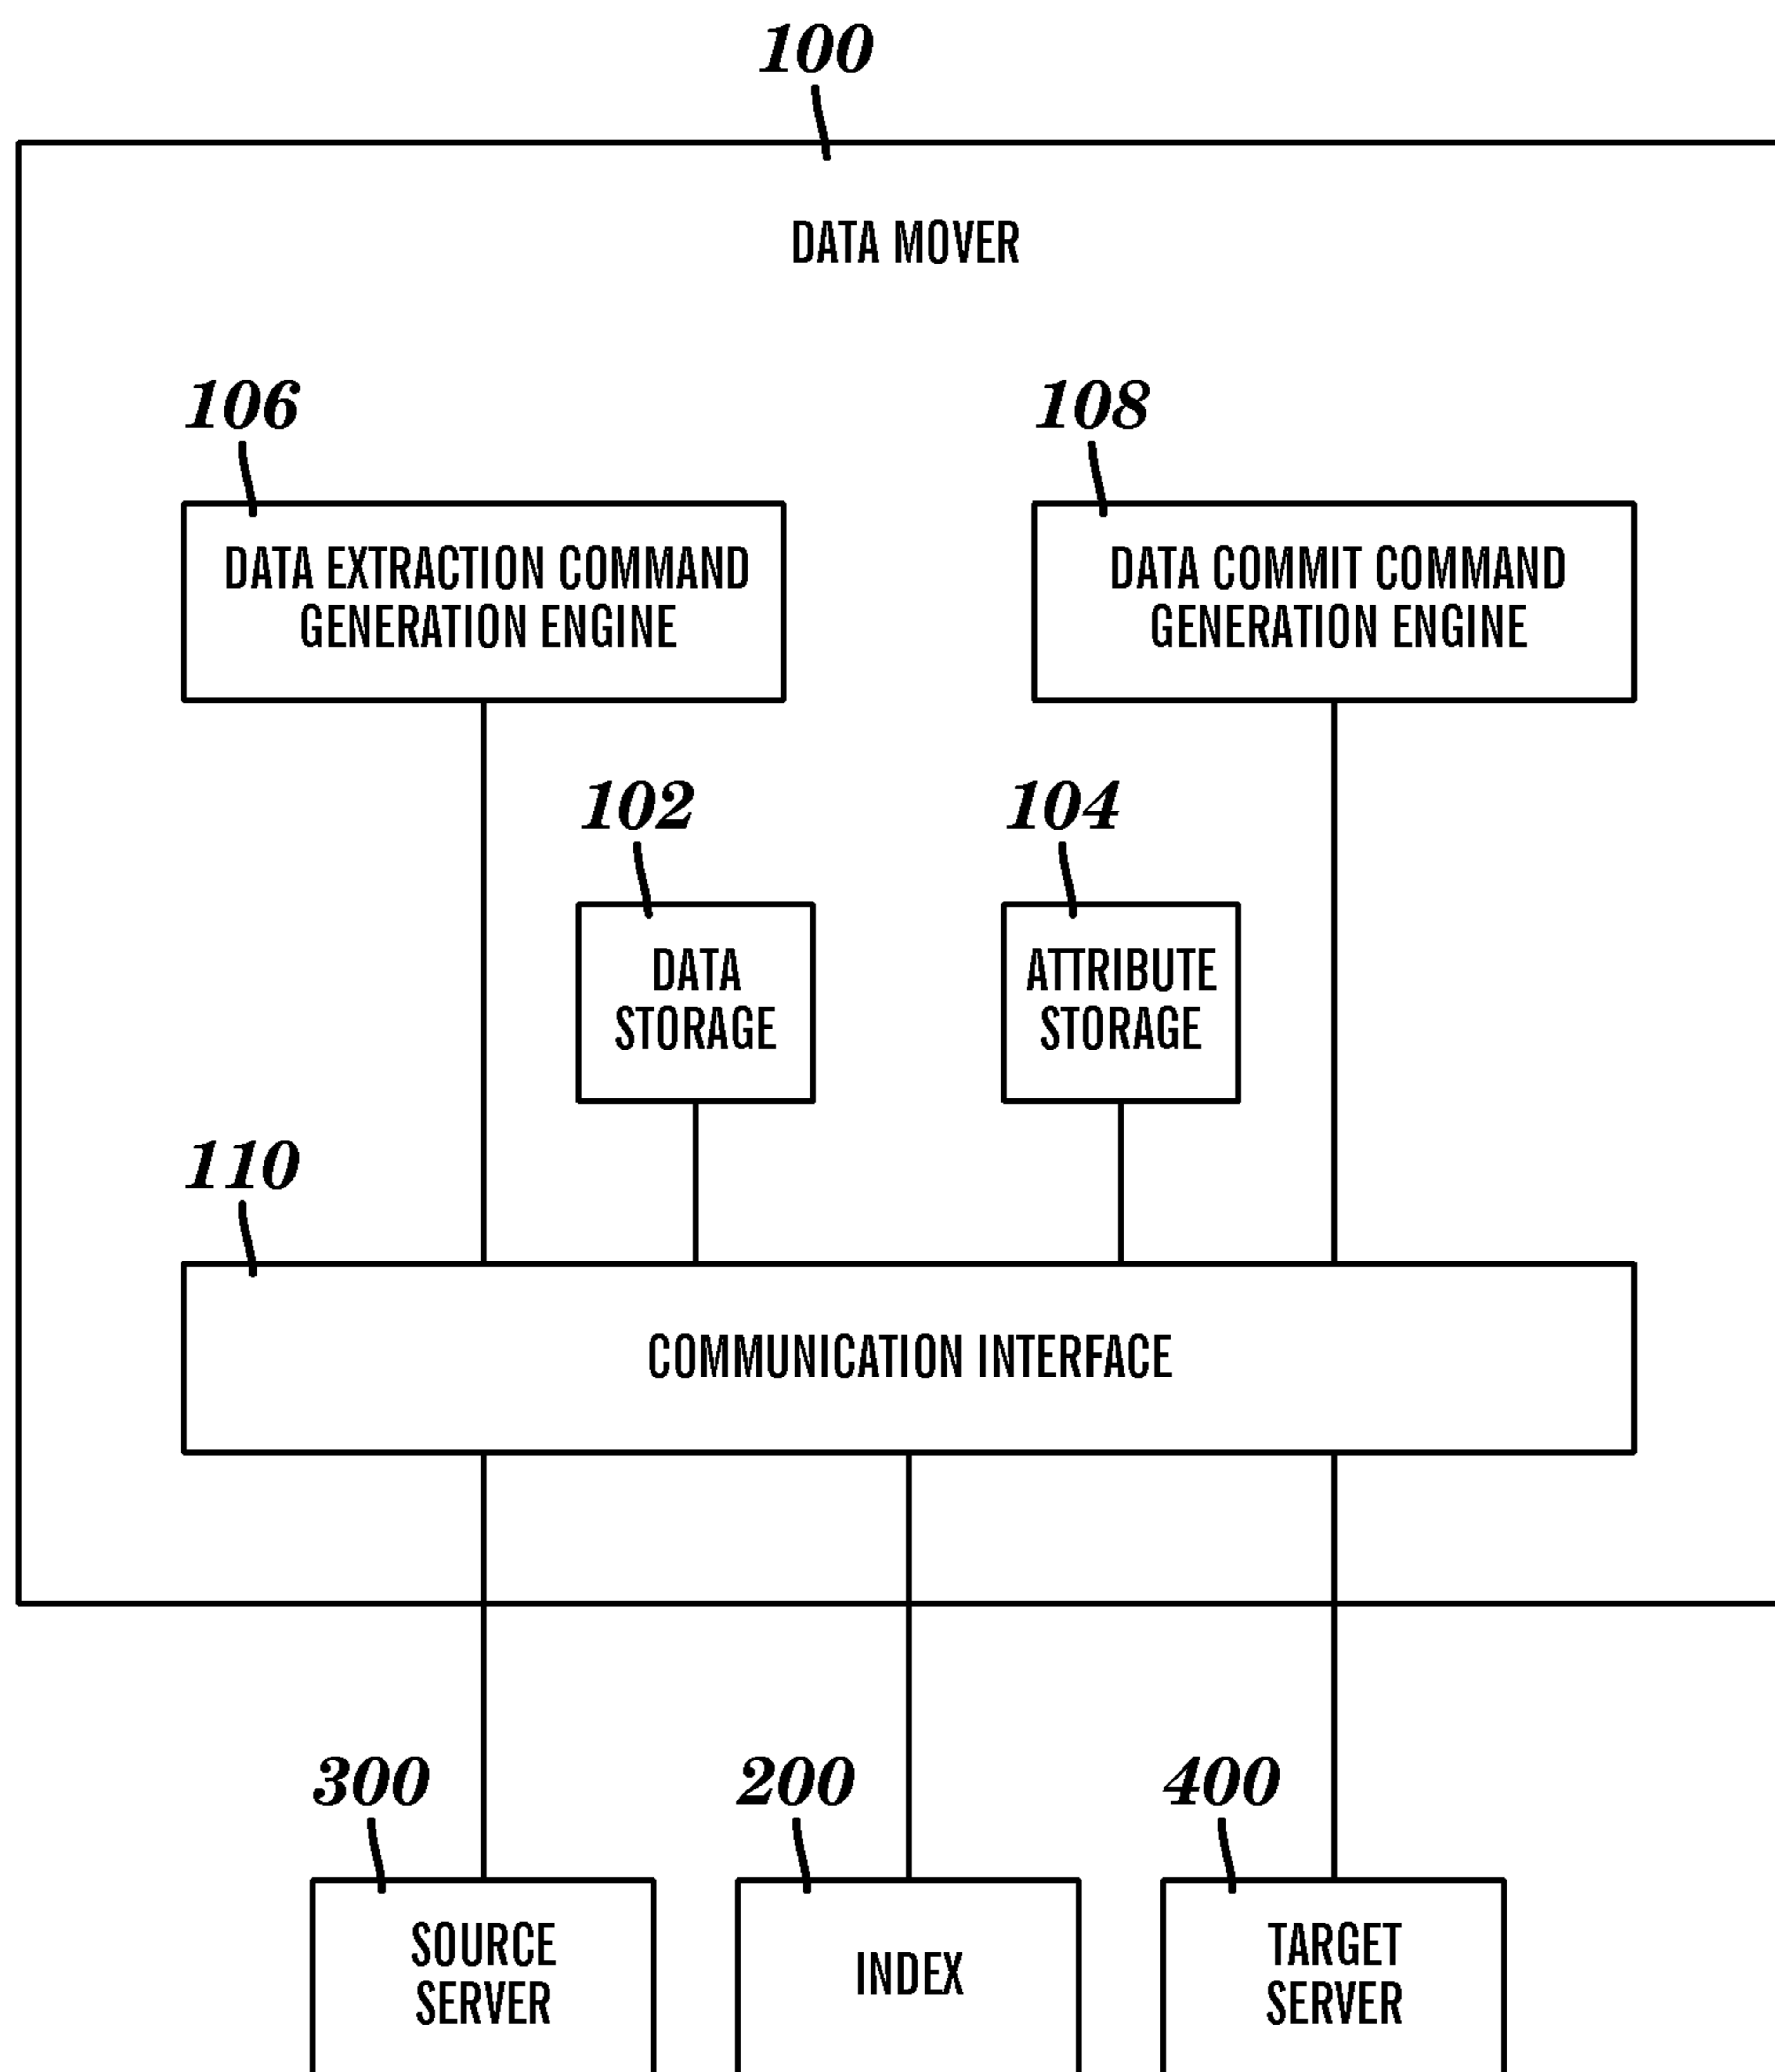 100
DATA MOVER
106
108
DATA EXTRACTION COMMAND
GENERATION ENGINE
DATA COMMIT COMMAND
GENERATION ENGINE
102
104
DATA
STORAGE
ATTRIBUTE
STORAGE
110
COMMUNICATION INTERFACE
300
200
400
SOURCE
SERVER
INDEX
TARGET
SERVER